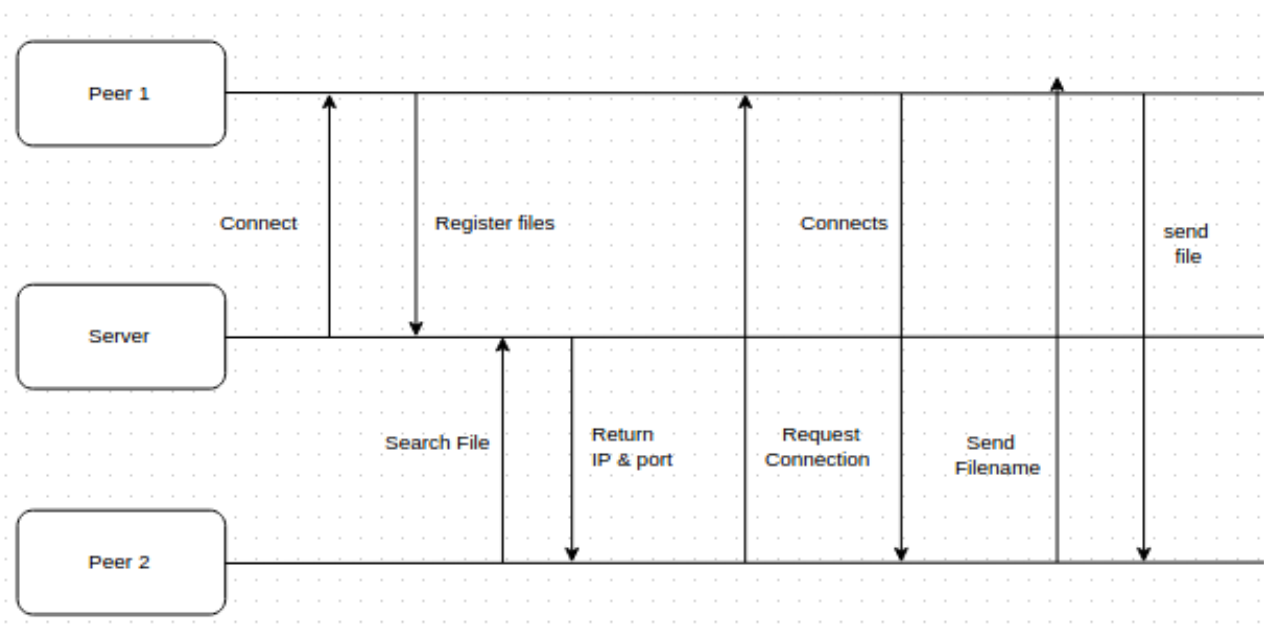 Peer 1
Connect
Register files
Connects
send
file
Server
Search File
Return
IP & port
Request
Connection
Send
Filename
Peer 2